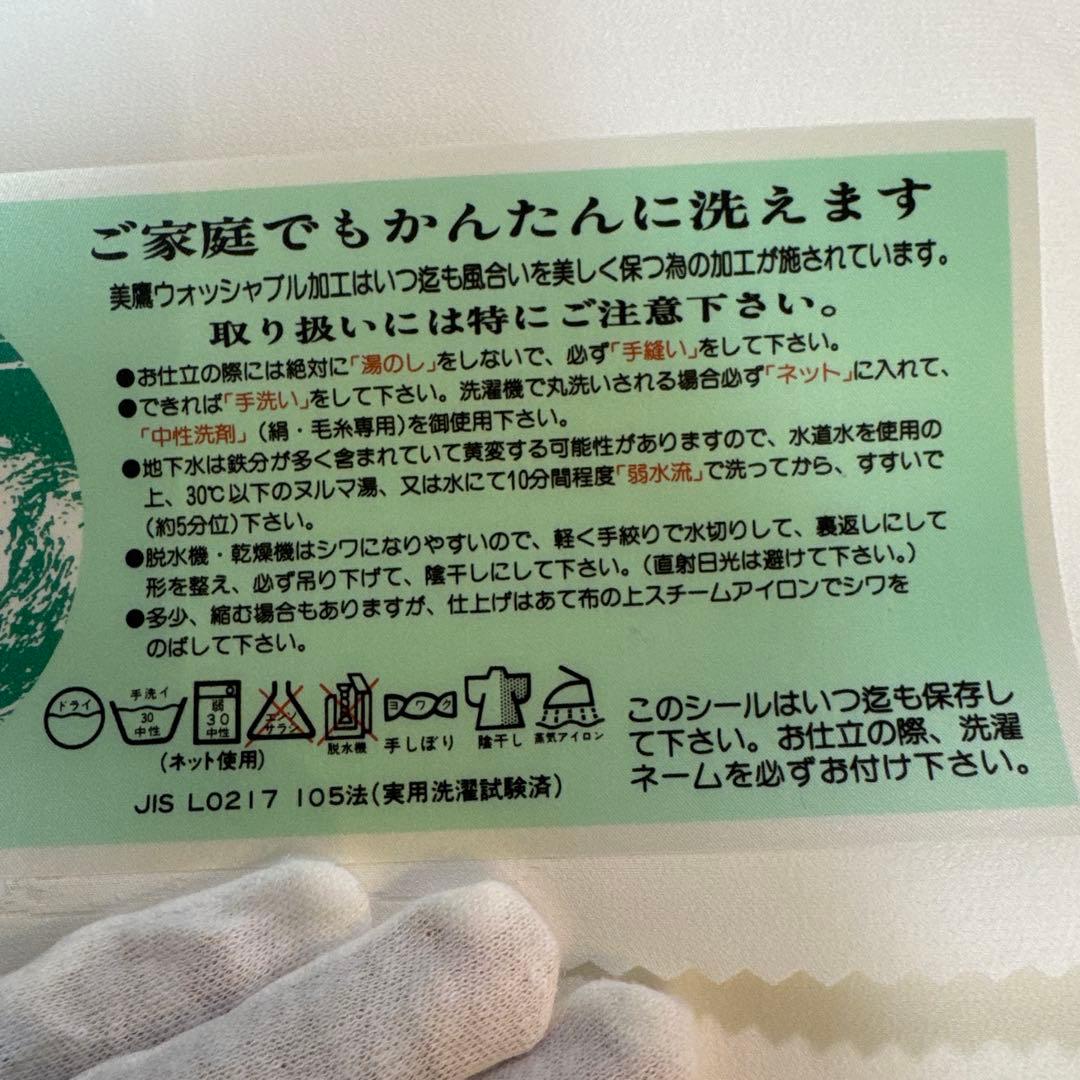 ご家庭でもかんたんに洗えます
美鷹ウォッシャブル加工はいつ迄も風合いを美しく保つ為の加工が施されています。
取り扱いには特にご注意下さい。
●お仕立の際には絶対に「湯のし」をしないで、必ず「手縫い」をして下さい。
●できれば「手洗い」をして下さい。洗濯機で丸洗いされる場合必ず「ネット」に入れて、
「中性洗剤」(絹・毛糸専用)を御使用下さい。
●地下水は鉄分が多く含まれていて黄変する可能性がありますので、水道水を使用の
上、30℃以下のヌルマ湯、又は水にて10分間程度「弱水流」で洗ってから、すすいで
(約5分位)下さい。
●脱水機・乾燥機はシワになりやすいので、軽く手絞りで水切りして、裏返しにして
形を整え、必ず吊り下げて、陰干しにして下さい。(直射日光は避けて下さい。)
●多少、縮む場合もありますが、仕上げはあて布の上スチームアイロンでシワを
のばして下さい。
ドライ
手洗イ
30
中性
弱
30
中性
エンソ
サラシ
脱水機
ヨワク
手しぼり
陰干し
蒸気アイロン
(ネット使用)
JIS L0217 105法(実用洗濯試験済)
このシールはいつ迄も保存し
て下さい。お仕立の際、洗濯
ネームを必ずお付け下さい。